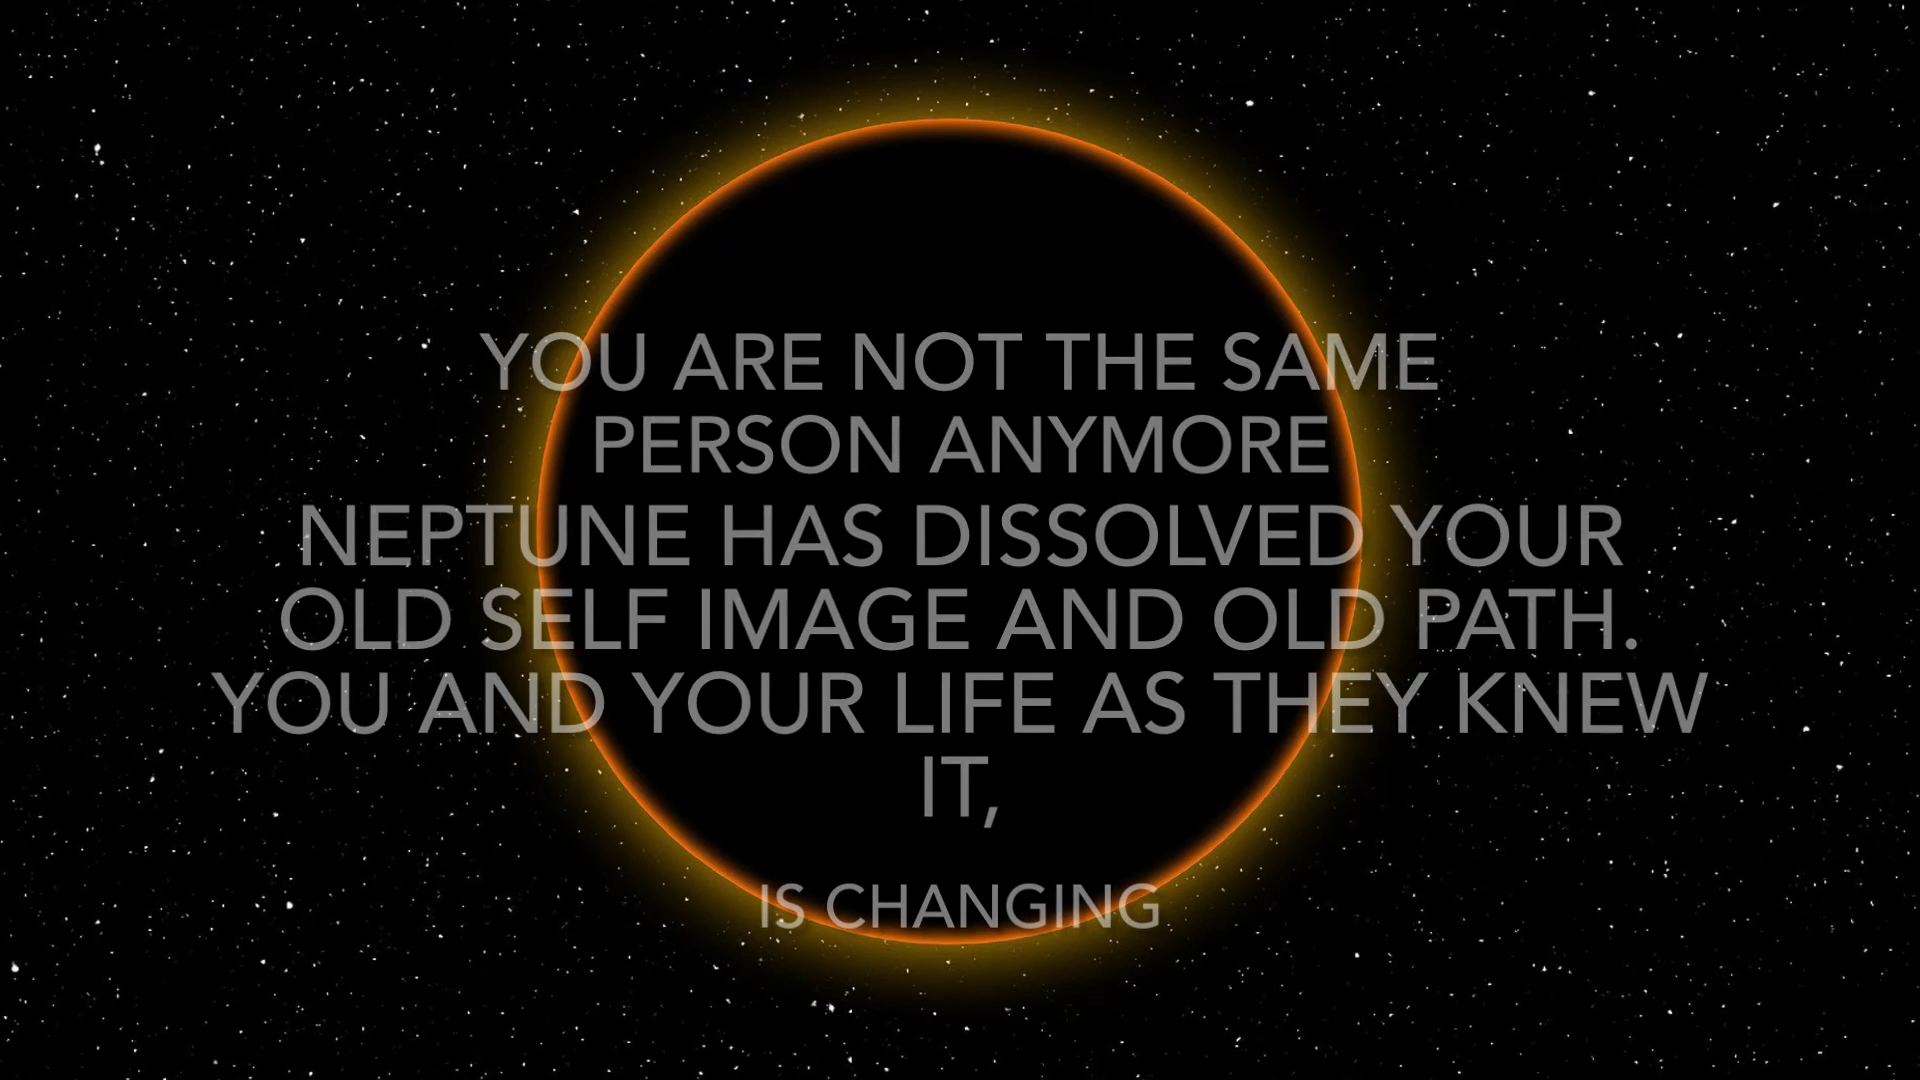 YOU ARE NOT THE SAME
PERSON ANYMORE
NEPTUNE HAS DISSOLVED YOUR
OLD SELF IMAGE AND OLD PATH.
YOU AND YOUR LIFE AS THEY KNEW
IT,
IS CHANGING